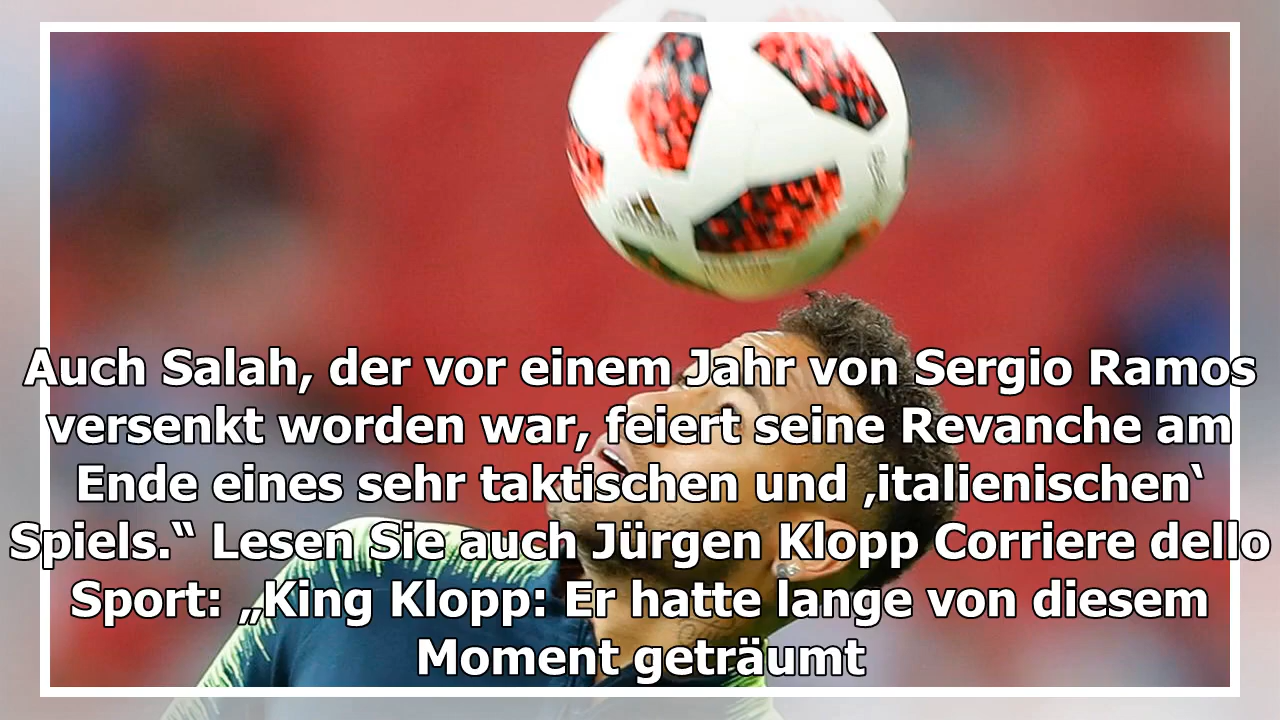 Auch Salah, der vor einem Jahr von Sergio Ramos
versenkt worden war, feiert seine Revanche am
Ende eines sehr taktischen und ‚italienischen‘
Spiels.“ Lesen Sie auch Jürgen Klopp Corriere dello
Sport: „King Klopp: Er hatte lange von diesem
Moment geträumt